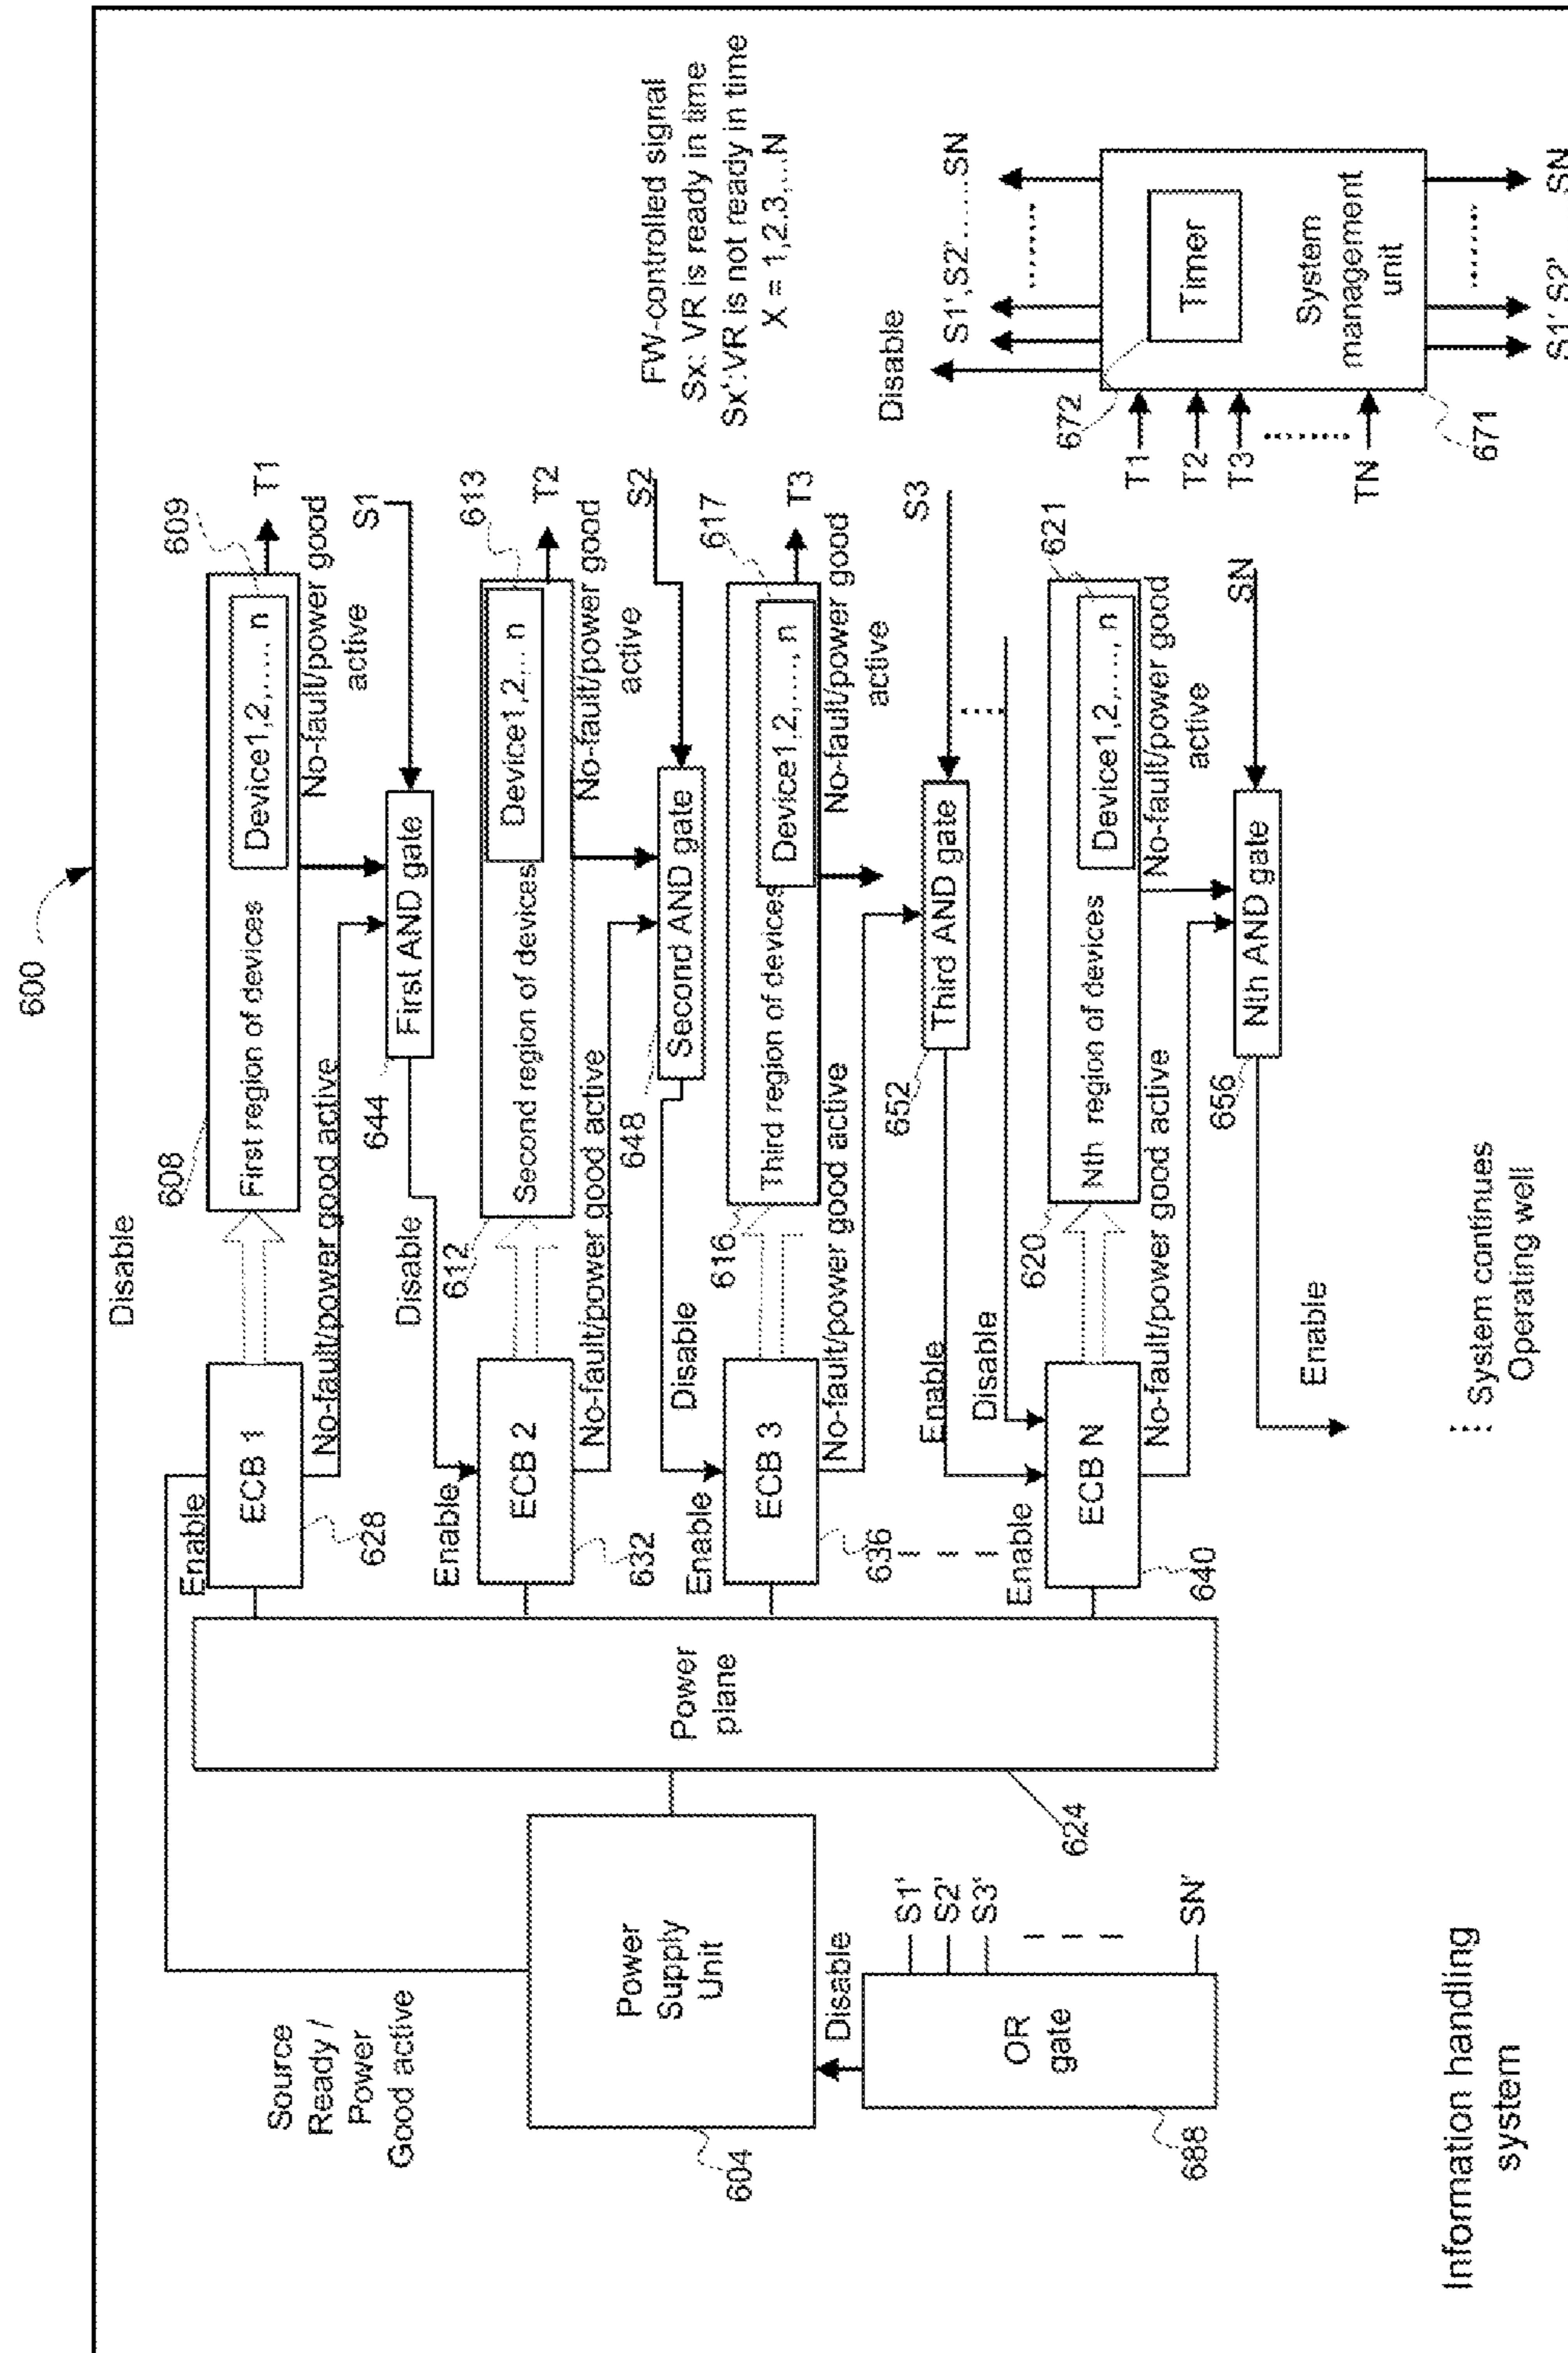 600
Disable
Source
Ready /
Power
Good active
Enable
ECB 1
628
608
First region of devices
Device1,2,..... n
609
T1
No-fault/power good active
No-fault/power good
active
644
First AND gate
S1
Disable
Enable
ECB 2
632
612
Second region of devices
Device1,2,.. n
613
T2
No-fault/power good active
No-fault/power good
active
648
Second AND gate
S2
Disable
Enable
ECB 3
636
616
Third region of devices
Device1,2,...., n
617
T3
No-fault/power good active
No-fault/power good
active
652
Third AND gate
S3
Enable
Disable
Enable
ECB N
640
620
Nth region of devices
Device1,2,...., n
621
No-fault/power good active
No-fault/power good
active
656
Nth AND gate
SN
Enable
System continues
Operating well
Power
Supply
Unit
604
Power
plane
624
Disable
OR
gate
688
S1'
S2'
S3'
SN'
FW-controlled signal
Sx: VR is ready in time
Sx':VR is not ready in time
X = 1,2,3,...N
Disable
S1',S2'......SN
672
T1
T2
T3
TN
Timer
System
management
unit
671
S1',S2'
SN
Information handling
system